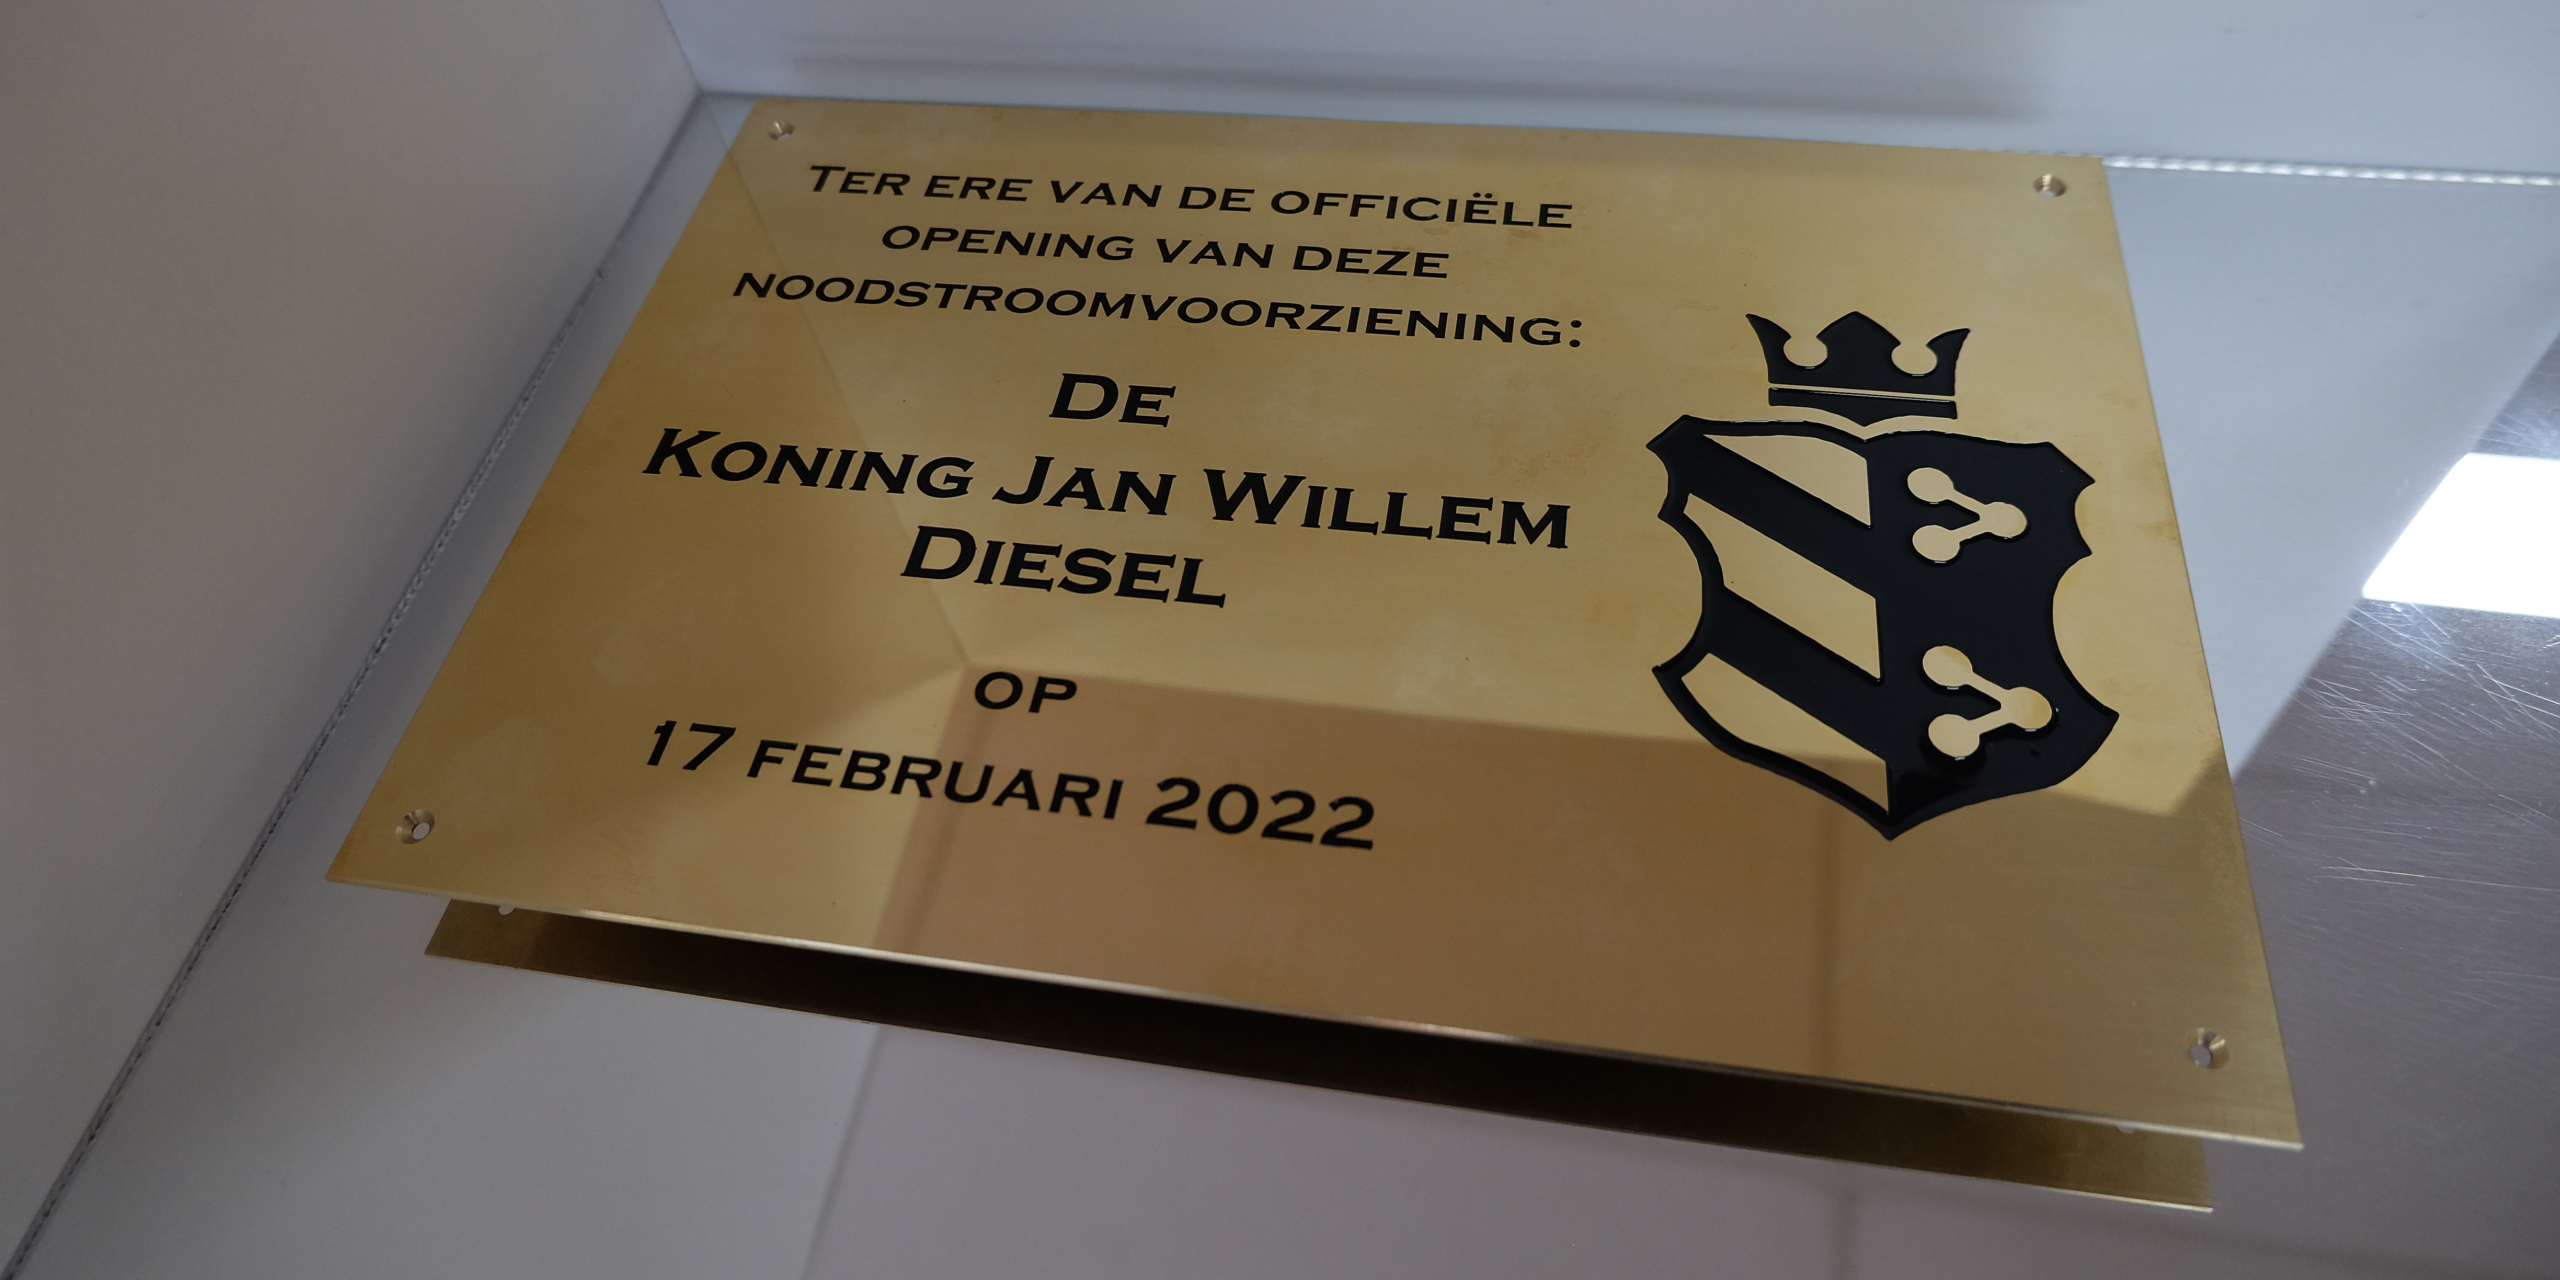 Ter ere van de officiële
opening van deze
noodstroomvoorziening:
De
Koning Jan Willem
Diesel
op
17 februari 2022